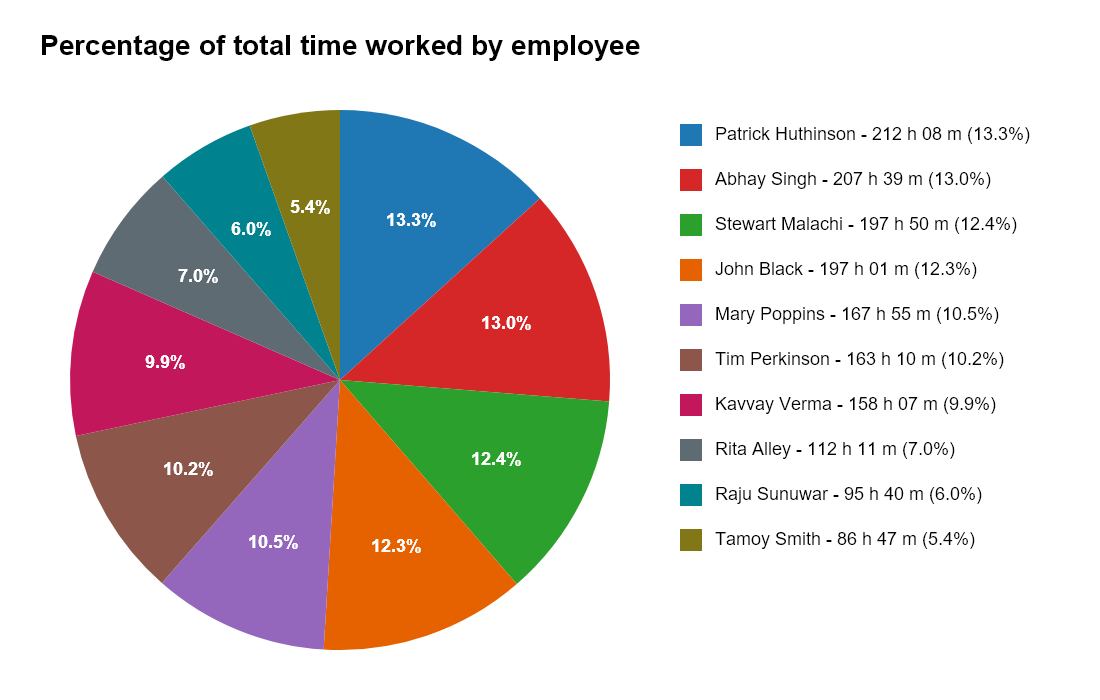 Percentage of total time worked by employee
Patrick Huthinson - 212 h 08 m (13.3%)
Abhay Singh - 207 h 39 m (13.0%)
Stewart Malachi - 197 h 50 m (12.4%)
John Black - 197 h 01 m (12.3%)
Mary Poppins - 167 h 55 m (10.5%)
Tim Perkinson - 163 h 10 m (10.2%)
Kavvay Verma - 158 h 07 m (9.9%)
Rita Alley - 112 h 11 m (7.0%)
Raju Sunuwar - 95 h 40 m (6.0%)
Tamoy Smith - 86 h 47 m (5.4%)
13.3%
13.0%
12.4%
12.3%
10.5%
10.2%
9.9%
7.0%
6.0%
5.4%